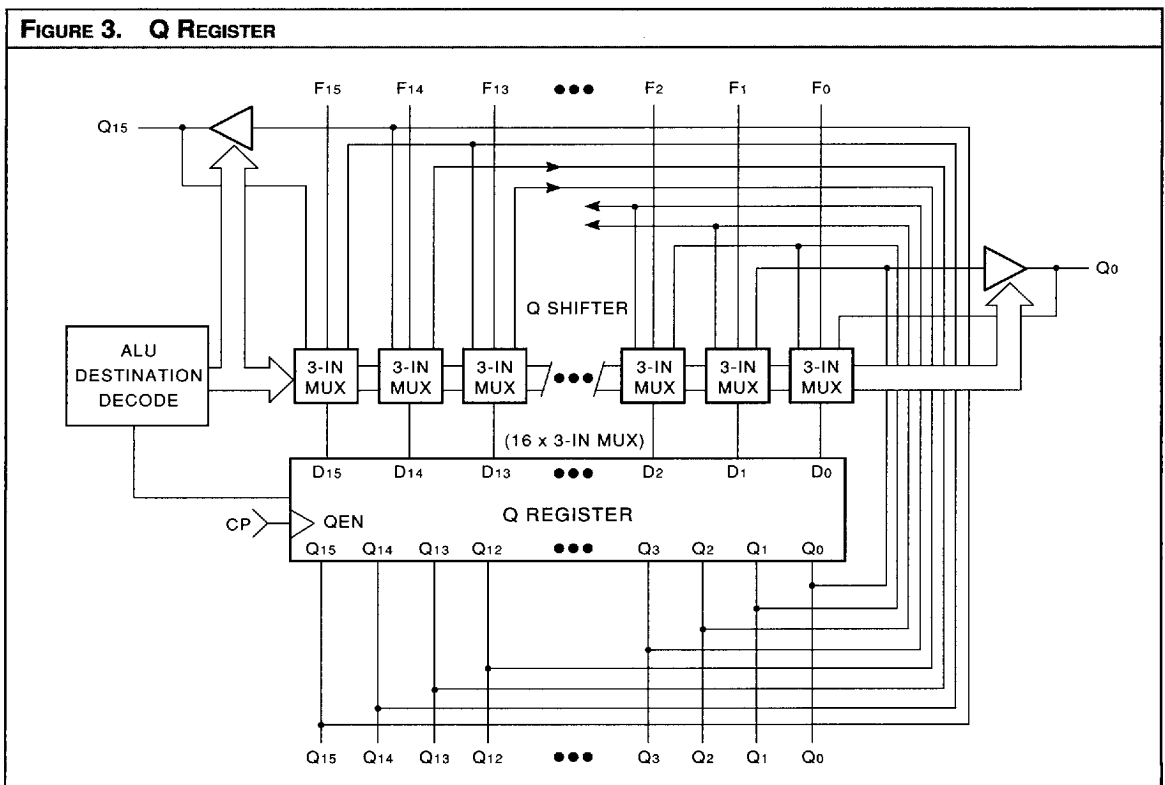 FIGURE 3. Q REGISTER
F15 F14 F13 ●●● F2 F1 F0
Q15
Q0
Q SHIFTER
ALU
DESTINATION
DECODE
3-IN
MUX
3-IN
MUX
3-IN
MUX
●●●
3-IN
MUX
3-IN
MUX
3-IN
MUX
(16 x 3-IN MUX)
D15 D14 D13 ●●● D2 D1 D0
CP QEN
Q REGISTER
Q15 Q14 Q13 Q12 ●●● Q3 Q2 Q1 Q0
Q15 Q14 Q13 Q12 ●●● Q3 Q2 Q1 Q0